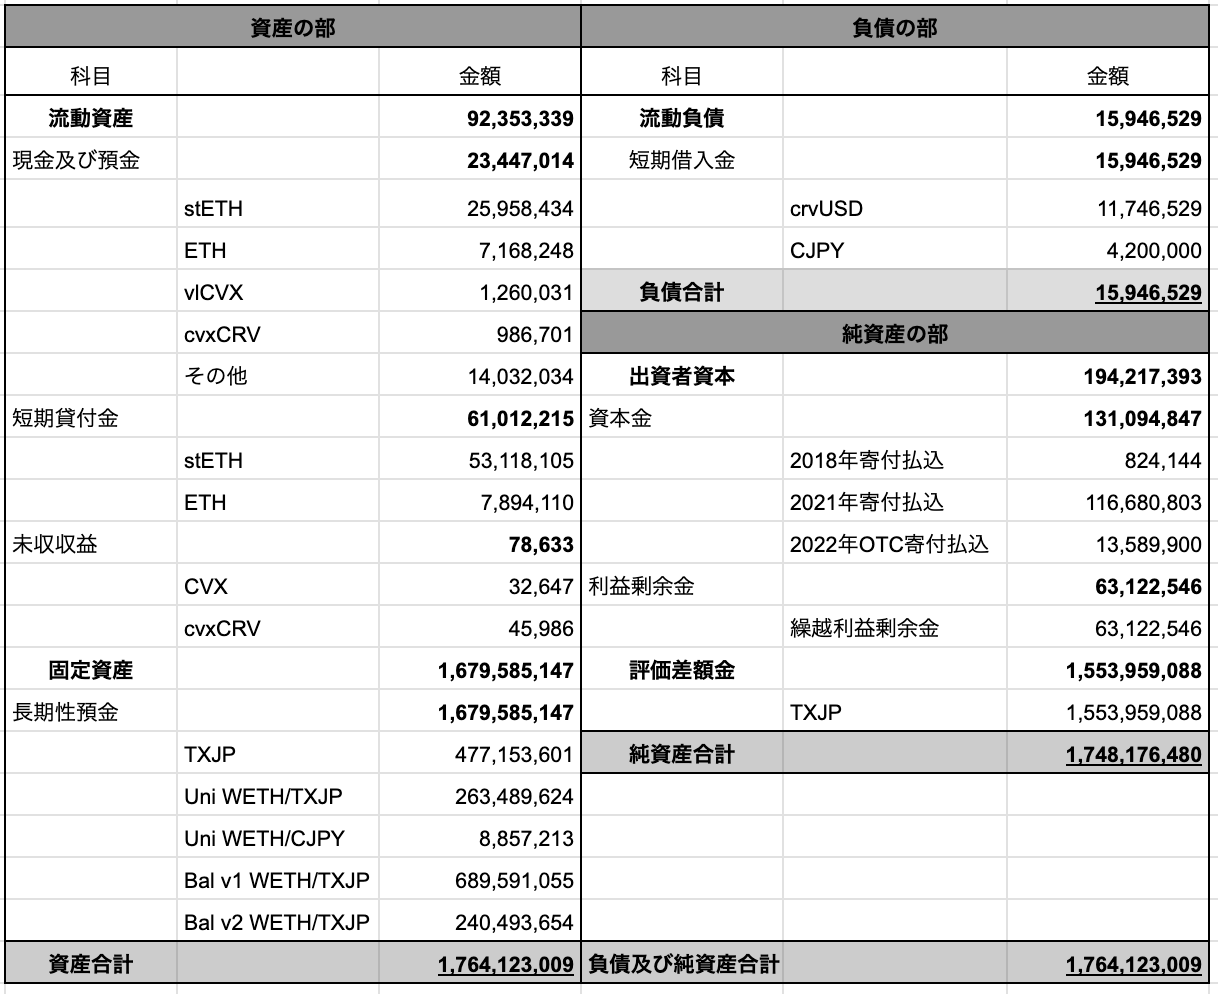 資産の部 負債の部
科目 金額 科目 金額
流動資産 92,353,339 流動負債 15,946,529
現金及び預金 23,447,014 短期借入金 15,946,529
stETH 25,958,434 crvUSD 11,746,529
ETH 7,168,248 CJPY 4,200,000
vlCVX 1,260,031 負債合計 15,946,529
cvxCRV 986,701 純資産の部
その他 14,032,034 出資者資本 194,217,393
短期貸付金 61,012,215 資本金 131,094,847
stETH 53,118,105 2018年寄付払込 824,144
ETH 7,894,110 2021年寄付払込 116,680,803
未収収益 78,633 2022年OTC寄付払込 13,589,900
CVX 32,647 利益剰余金 63,122,546
cvxCRV 45,986 繰越利益剰余金 63,122,546
固定資産 1,679,585,147 評価差額金 1,553,959,088
長期性預金 1,679,585,147 TXJP 1,553,959,088
TXJP 477,153,601 純資産合計 1,748,176,480
Uni WETH/TXJP 263,489,624
Uni WETH/CJPY 8,857,213
Bal v1 WETH/TXJP 689,591,055
Bal v2 WETH/TXJP 240,493,654
資産合計 1,764,123,009 負債及び純資産合計 1,764,123,009